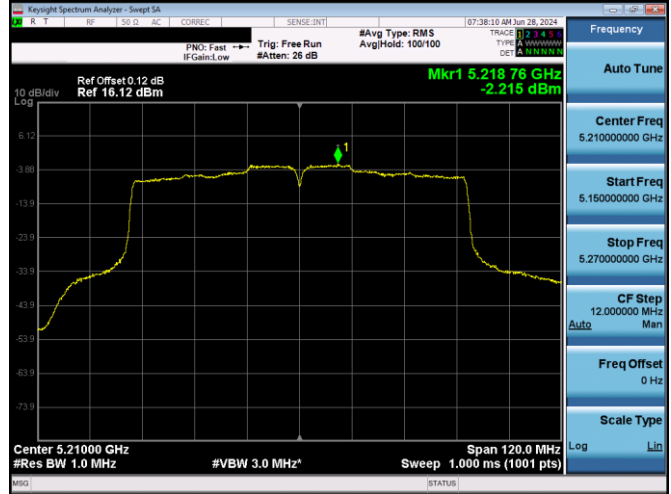 Keysight Spectrum Analyzer - Swept SA
R T RF 50 Ω AC CORREC SENSE:INT 07:38:10 AM Jun 28, 2024
#Avg Type: RMS TRACE 1 2 3 4 5 6
PNO: Fast Trig: Free Run Avg|Hold: 100/100 TYPE A WWWWW
IFGain:Low #Atten: 26 dB DET A N N N N N
Mkr1 5.218 76 GHz
Ref Offset 0.12 dB
10 dB/div Ref 16.12 dBm -2.215 dBm
Log
1
6.12
-3.88
-13.9
-23.9
-33.9
-43.9
-53.9
-63.9
-73.9
Center 5.21000 GHz Span 120.0 MHz
#Res BW 1.0 MHz #VBW 3.0 MHz* Sweep 1.000 ms (1001 pts)
MSG STATUS
Frequency
Auto Tune
Center Freq
5.210000000 GHz
Start Freq
5.150000000 GHz
Stop Freq
5.270000000 GHz
CF Step
12.000000 MHz
Auto Man
Freq Offset
0 Hz
Scale Type
Log Lin